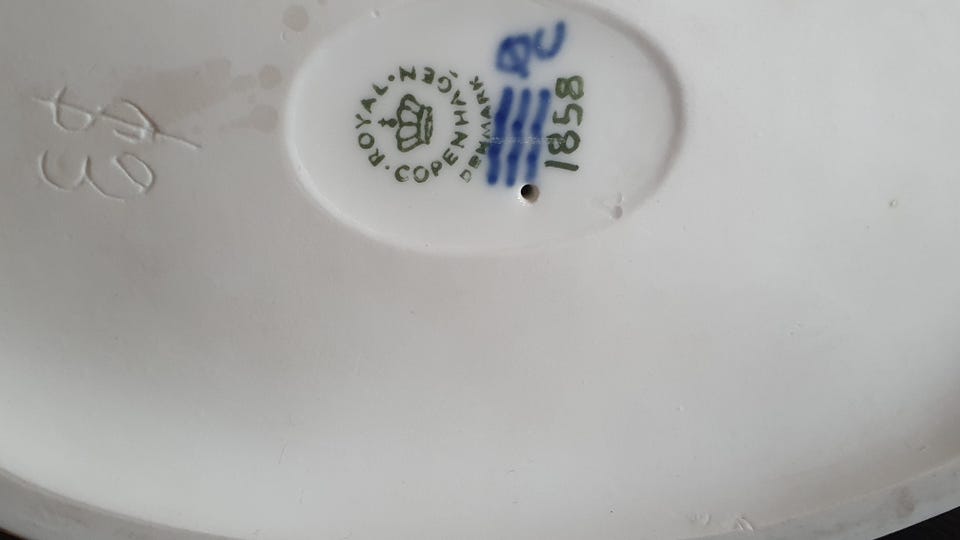 ROYAL · COPENHAGEN
DENMARK
1858